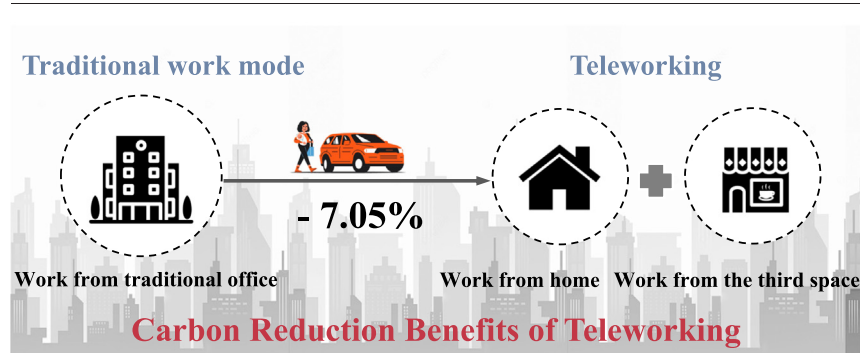 Traditional work mode
Teleworking
- 7.05%
Work from traditional office
Work from home
Work from the third space
Carbon Reduction Benefits of Teleworking